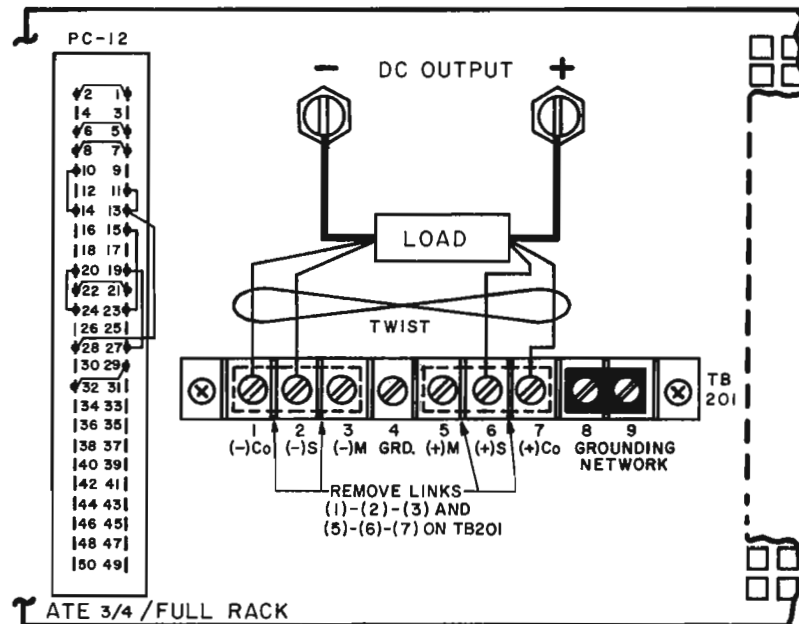 PC-12
− DC OUTPUT +
2 1
4 3
6 5
8 7
10 9
12 11
14 13
16 15
18 17
20 19
22 21
24 23
26 25
28 27
30 29
32 31
34 33
36 35
38 37
40 39
42 41
44 43
46 45
48 47
50 49
LOAD
TWIST
TB
201
1 2 3 4 5 6 7 8 9
(-)Co (-)S (-)M GRD. (+)M (+)S (+)Co GROUNDING
NETWORK
REMOVE LINKS
(1)-(2)-(3) AND
(5)-(6)-(7) ON TB201
ATE 3/4 /FULL RACK